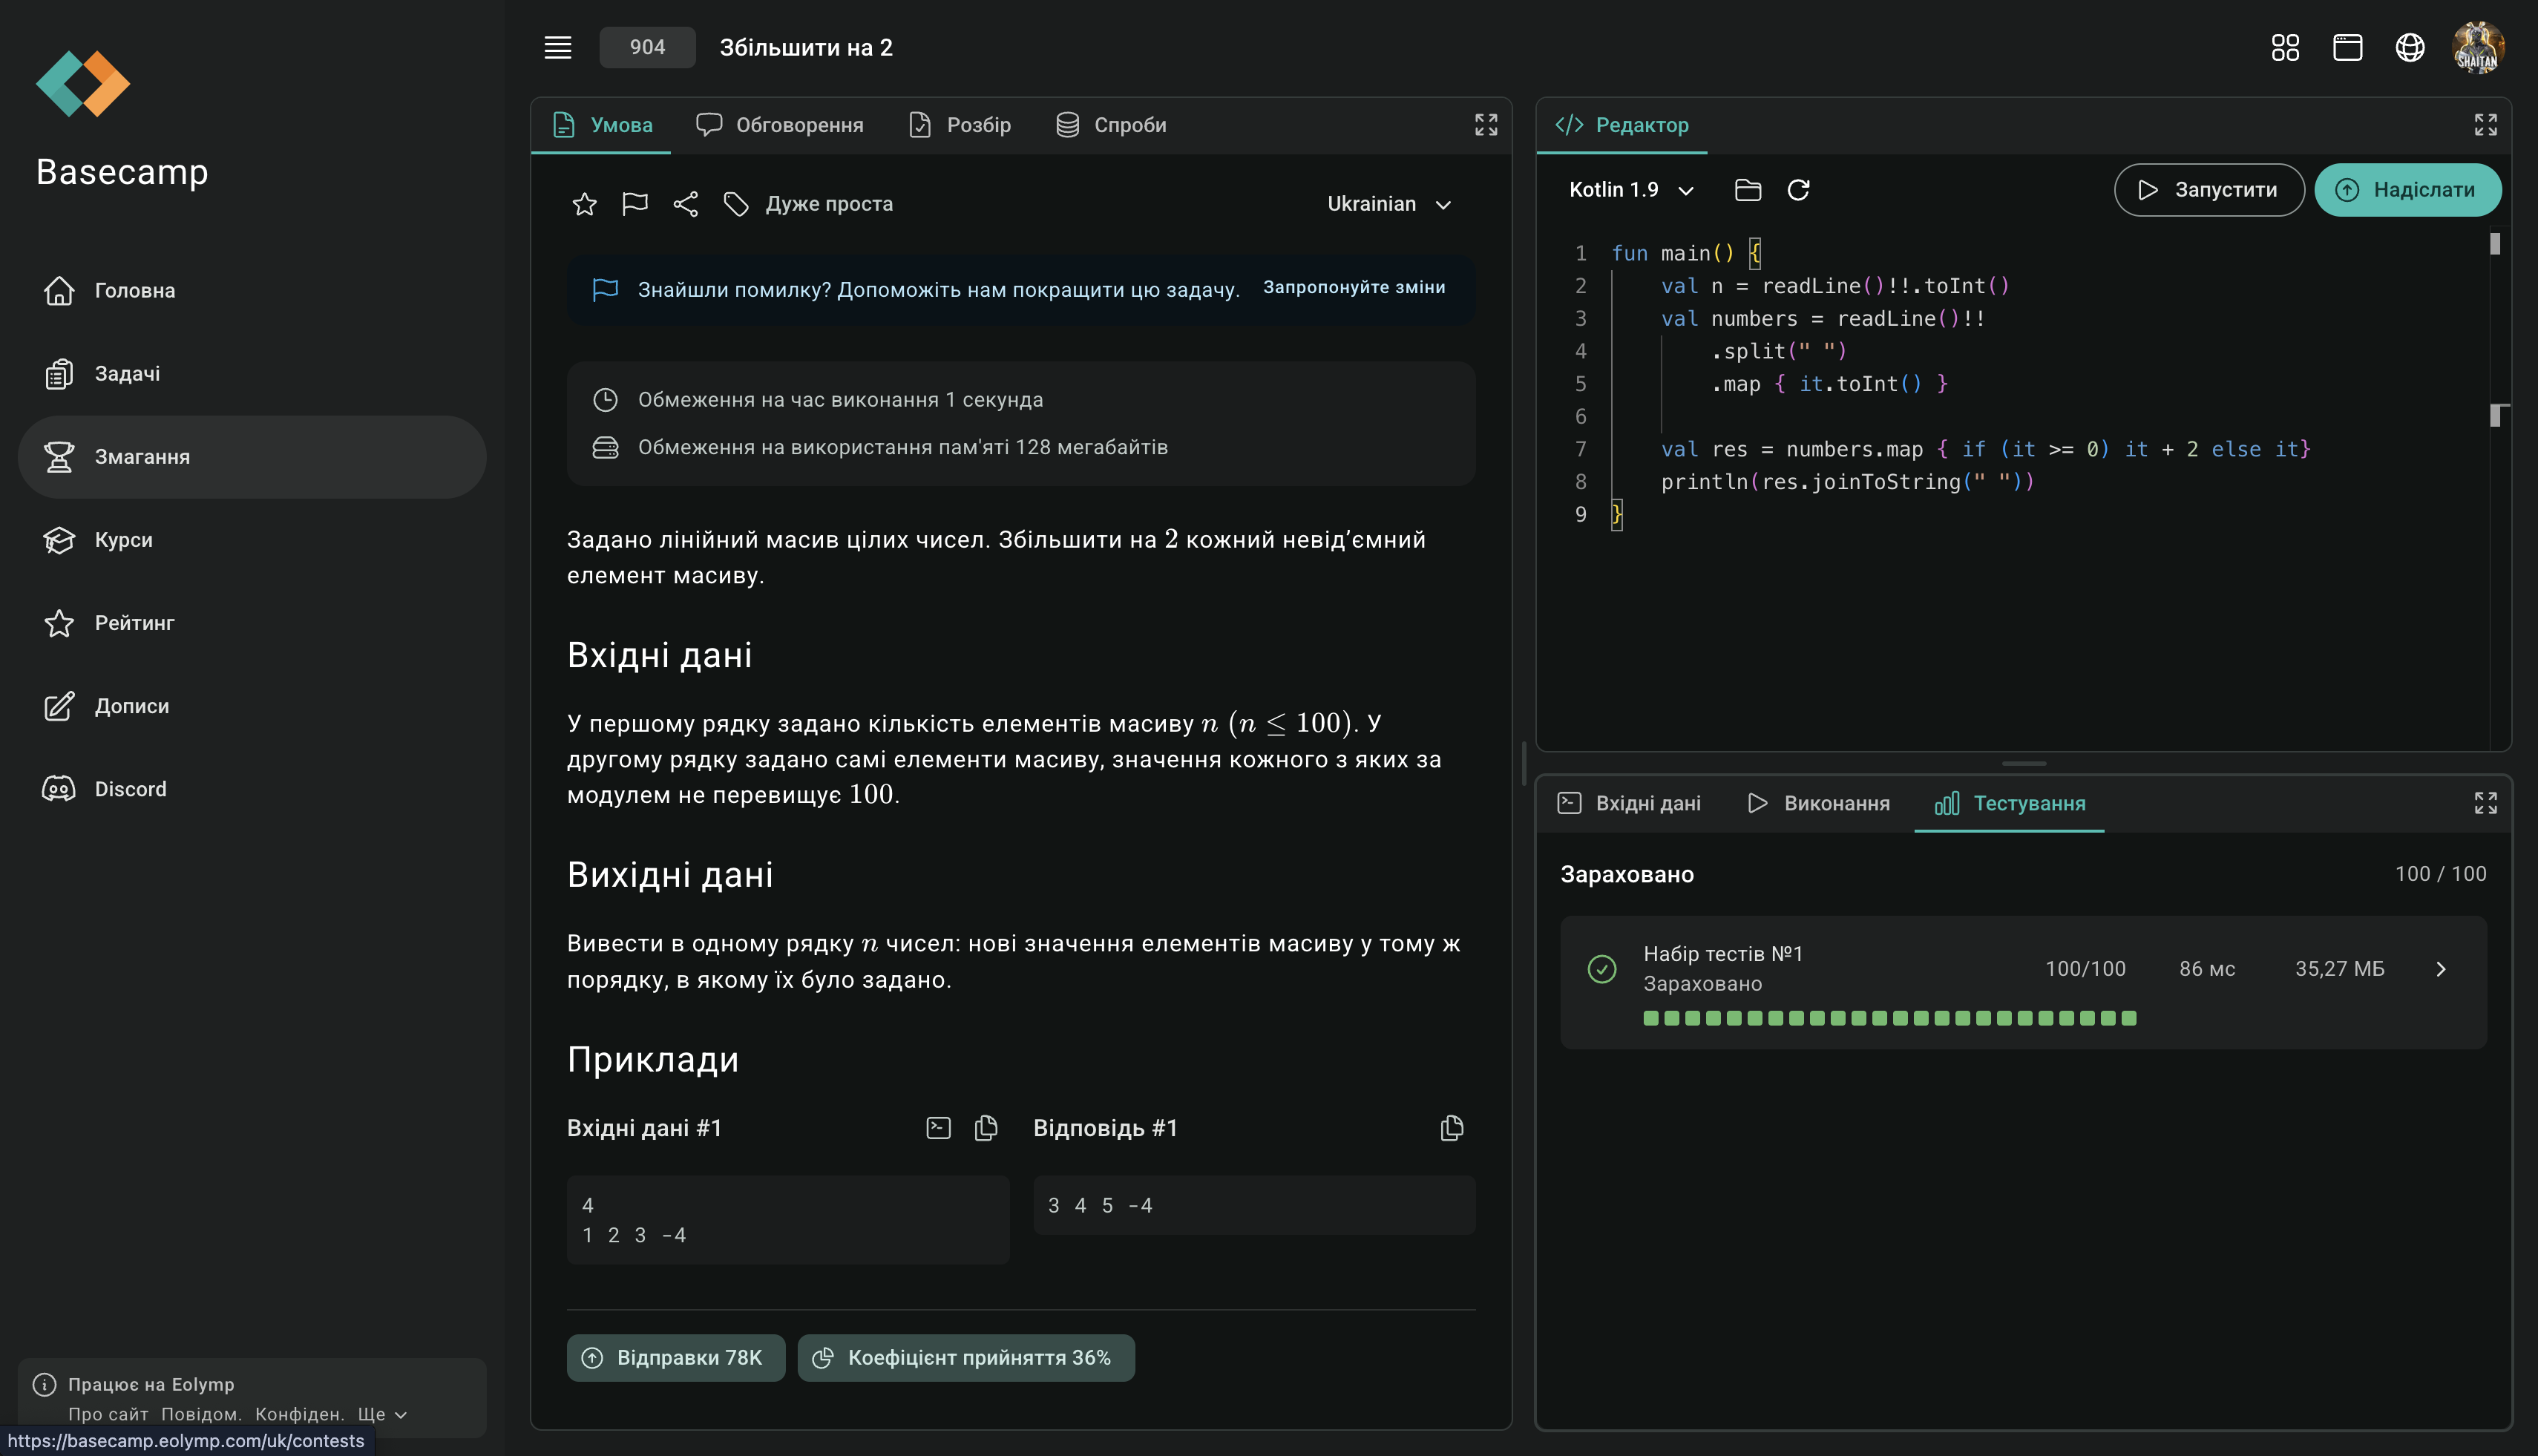 Basecamp
Головна
Задачі
Змагання
Курси
Рейтинг
Дописи
Discord
Працює на Eolymp
Про сайт Повідом. Конфіден. Ще
https://basecamp.eolymp.com/uk/contests
904 Збільшити на 2
SHAITAN
Умова Обговорення Розбір Спроби
Дуже проста Ukrainian
Знайшли помилку? Допоможіть нам покращити цю задачу. Запропонуйте зміни
Обмеження на час виконання 1 секунда
Обмеження на використання пам'яті 128 мегабайтів
Задано лінійний масив цілих чисел. Збільшити на 2 кожний невід’ємний
елемент масиву.
Вхідні дані
У першому рядку задано кількість елементів масиву n (n ≤ 100). У
другому рядку задано самі елементи масиву, значення кожного з яких за
модулем не перевищує 100.
Вихідні дані
Вивести в одному рядку n чисел: нові значення елементів масиву у тому ж
порядку, в якому їх було задано.
Приклади
Вхідні дані #1 Відповідь #1
4
1 2 3 -4
3 4 5 -4
Відправки 78K Коефіцієнт прийняття 36%
Редактор
Kotlin 1.9 Запустити Надіслати
1 fun main() {
2 val n = readLine()!!.toInt()
3 val numbers = readLine()!!
4 .split(" ")
5 .map { it.toInt() }
6
7 val res = numbers.map { if (it >= 0) it + 2 else it}
8 println(res.joinToString(" "))
9 }
Вхідні дані Виконання Тестування
Зараховано 100 / 100
Набір тестів №1
Зараховано
100/100 86 мс 35,27 МБ